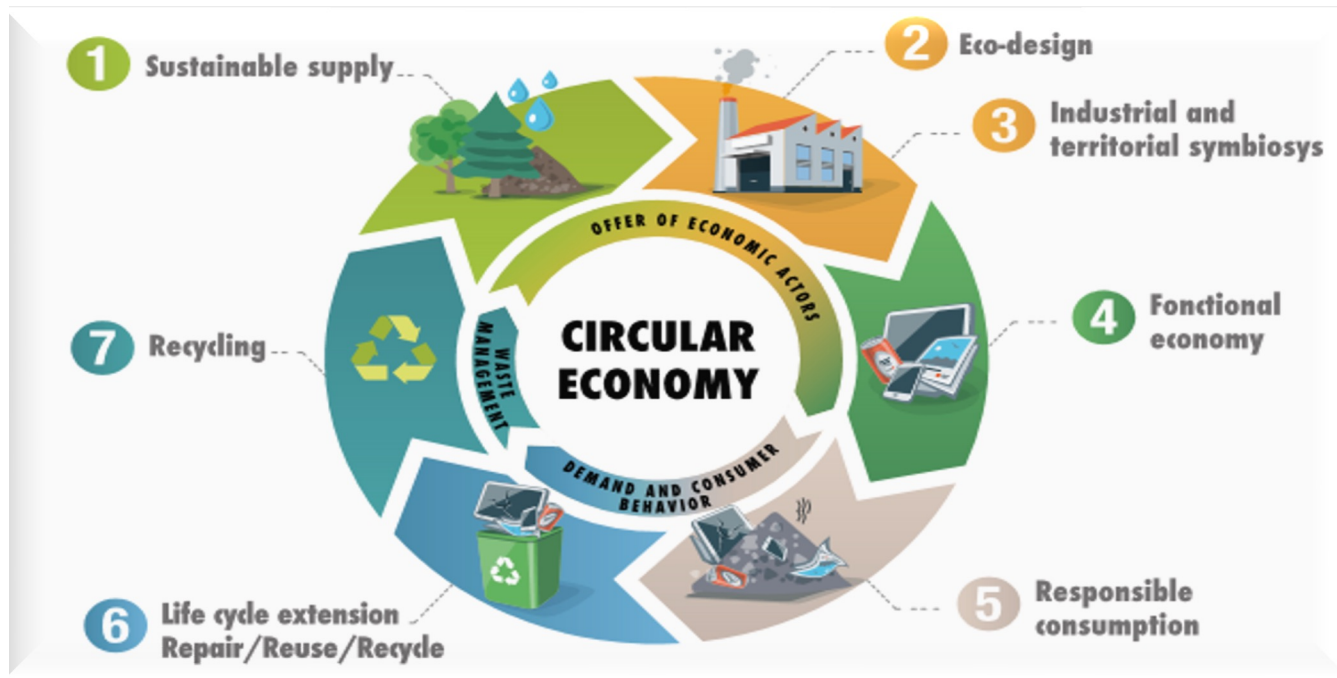 1 Sustainable supply
2 Eco-design
3 Industrial and
territorial symbiosys
4 Fonctional
economy
5 Responsible
consumption
6 Life cycle extension
Repair/Reuse/Recycle
7 Recycling
OFFER OF ECONOMIC ACTORS
DEMAND AND CONSUMER
BEHAVIOR
WASTE
MANAGEMENT
CIRCULAR
ECONOMY